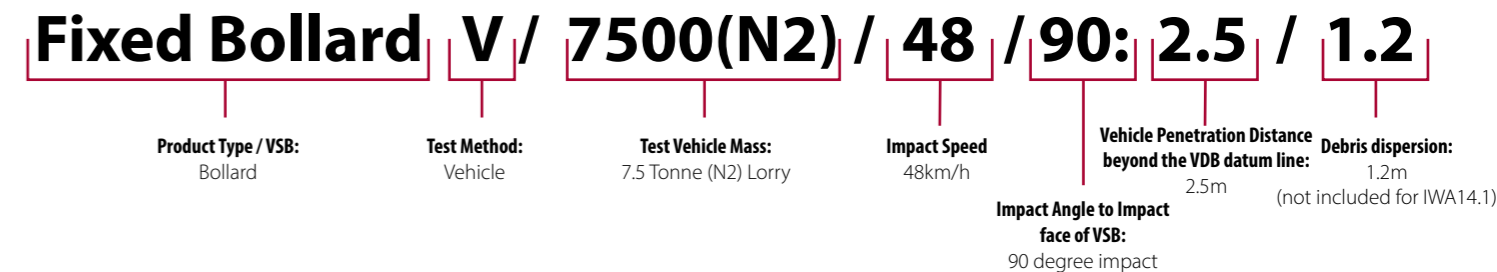 Fixed Bollard V / 7500(N2) / 48 / 90: 2.5 / 1.2
Product Type / VSB:
Bollard
Test Method:
Vehicle
Test Vehicle Mass:
7.5 Tonne (N2) Lorry
Impact Speed
48km/h
Impact Angle to Impact
face of VSB:
90 degree impact
Vehicle Penetration Distance
beyond the VDB datum line:
2.5m
Debris dispersion:
1.2m
(not included for IWA14.1)